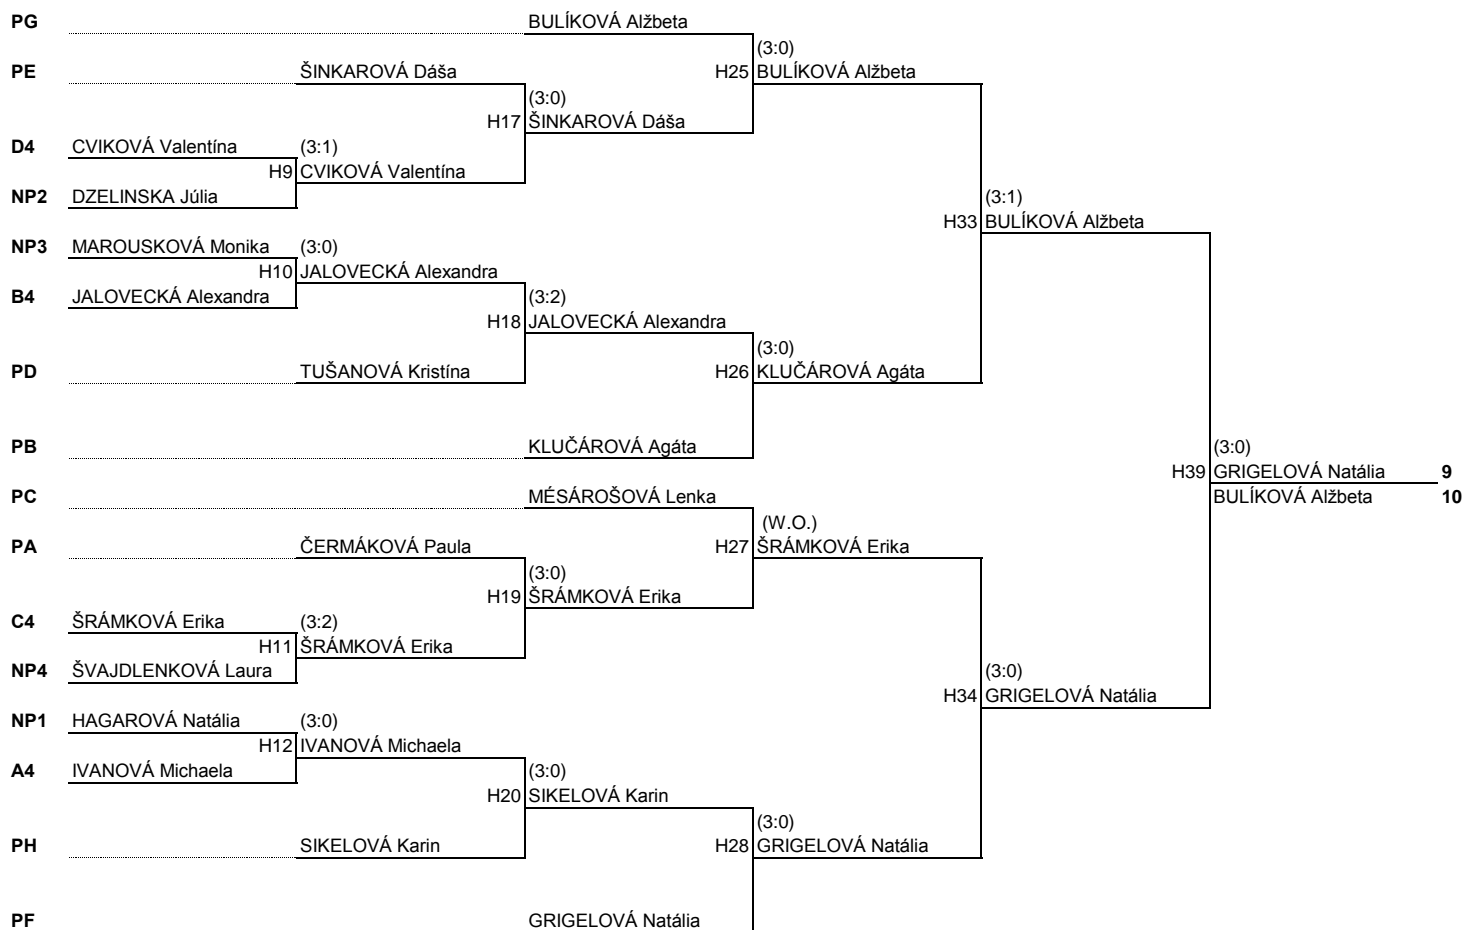 PG BULÍKOVÁ Alžbeta
(3:0)
PE ŠINKAROVÁ Dáša H25 BULÍKOVÁ Alžbeta
(3:0)
H17 ŠINKAROVÁ Dáša
D4 CVIKOVÁ Valentína (3:1)
H9 CVIKOVÁ Valentína
NP2 DZELINSKA Júlia (3:1)
H33 BULÍKOVÁ Alžbeta
NP3 MAROUSKOVÁ Monika (3:0)
H10 JALOVECKÁ Alexandra
B4 JALOVECKÁ Alexandra (3:2)
H18 JALOVECKÁ Alexandra
(3:0)
PD TUŠANOVÁ Kristína H26 KLUČÁROVÁ Agáta
PB KLUČÁROVÁ Agáta (3:0)
H39 GRIGELOVÁ Natália 9
PC MÉSÁROŠOVÁ Lenka BULÍKOVÁ Alžbeta 10
(W.O.)
PA ČERMÁKOVÁ Paula H27 ŠRÁMKOVÁ Erika
(3:0)
H19 ŠRÁMKOVÁ Erika
C4 ŠRÁMKOVÁ Erika (3:2)
H11 ŠRÁMKOVÁ Erika
NP4 ŠVAJDLENKOVÁ Laura (3:0)
H34 GRIGELOVÁ Natália
NP1 HAGAROVÁ Natália (3:0)
H12 IVANOVÁ Michaela
A4 IVANOVÁ Michaela (3:0)
H20 SIKELOVÁ Karin
(3:0)
PH SIKELOVÁ Karin H28 GRIGELOVÁ Natália
PF GRIGELOVÁ Natália